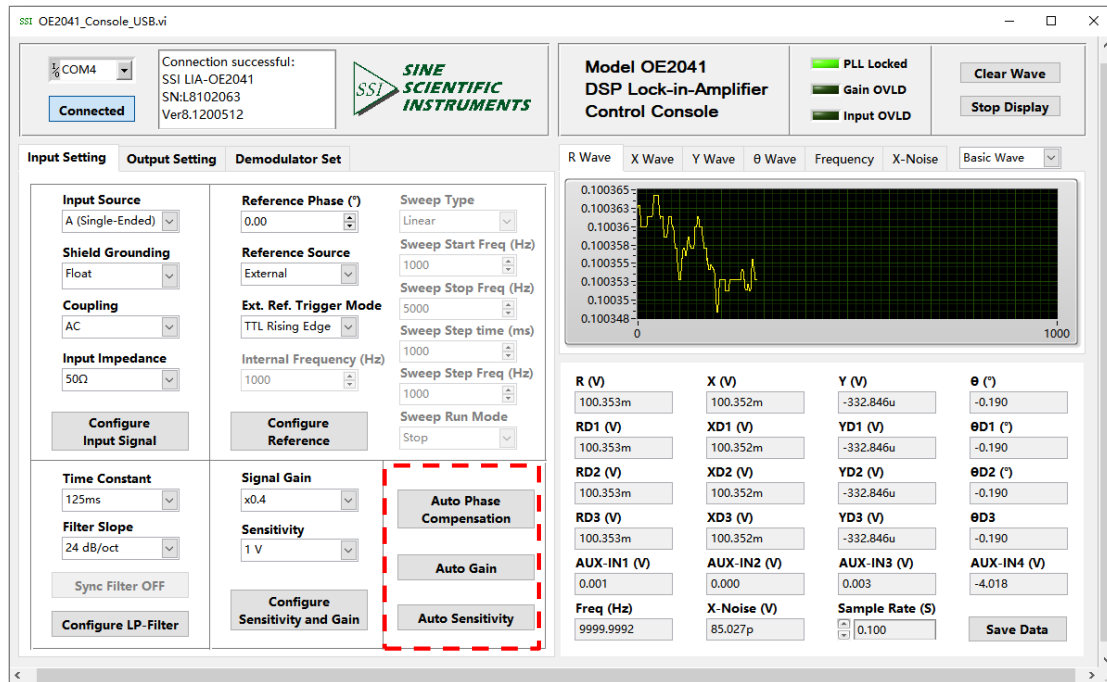 SSI OE2041_Console_USB.vi
I/O COM4
Connected
Connection successful:
SSI LIA-OE2041
SN:L8102063
Ver8.1200512
SSI
SINE
SCIENTIFIC
INSTRUMENTS
Model OE2041
DSP Lock-in-Amplifier
Control Console
PLL Locked
Gain OVLD
Input OVLD
Clear Wave
Stop Display
Input Setting
Output Setting
Demodulator Set
Input Source
A (Single-Ended)
Shield Grounding
Float
Coupling
AC
Input Impedance
50Ω
Configure
Input Signal
Reference Phase (°)
0.00
Reference Source
External
Ext. Ref. Trigger Mode
TTL Rising Edge
Internal Frequency (Hz)
1000
Configure
Reference
Sweep Type
Linear
Sweep Start Freq (Hz)
1000
Sweep Stop Freq (Hz)
5000
Sweep Step time (ms)
1000
Sweep Step Freq (Hz)
1000
Sweep Run Mode
Stop
Time Constant
125ms
Filter Slope
24 dB/oct
Sync Filter OFF
Configure LP-Filter
Signal Gain
x0.4
Sensitivity
1 V
Configure
Sensitivity and Gain
Auto Phase
Compensation
Auto Gain
Auto Sensitivity
R Wave
X Wave
Y Wave
θ Wave
Frequency
X-Noise
Basic Wave
0.100365
0.100363
0.10036
0.100358
0.100355
0.100353
0.10035
0.100348
0
1000
R (V) X (V) Y (V) θ (°)
100.353m 100.352m -332.846u -0.190
RD1 (V) XD1 (V) YD1 (V) θD1 (°)
100.353m 100.352m -332.846u -0.190
RD2 (V) XD2 (V) YD2 (V) θD2 (°)
100.353m 100.352m -332.846u -0.190
RD3 (V) XD3 (V) YD3 (V) θD3
100.353m 100.352m -332.846u -0.190
AUX-IN1 (V) AUX-IN2 (V) AUX-IN3 (V) AUX-IN4 (V)
0.001 0.000 0.003 -4.018
Freq (Hz) X-Noise (V) Sample Rate (S)
9999.9992 85.027p 0.100 Save Data